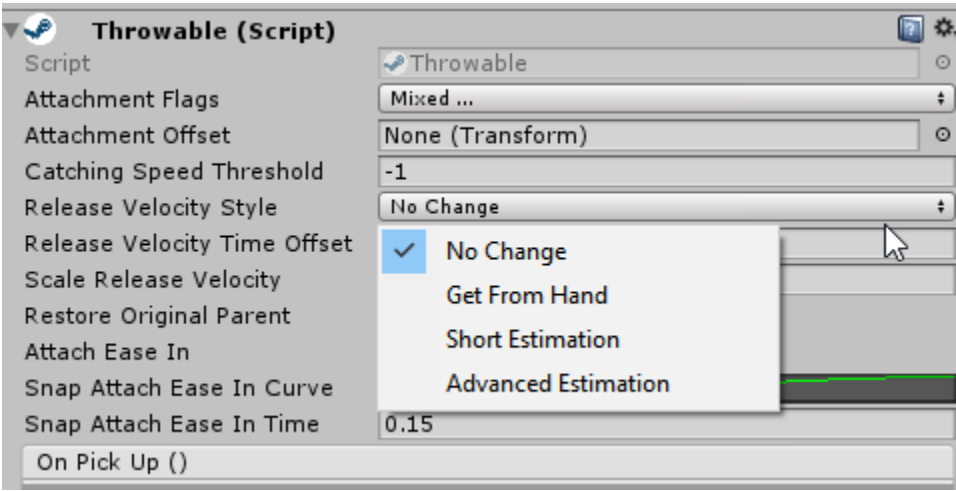 Throwable (Script)
Script Throwable
Attachment Flags Mixed ...
Attachment Offset None (Transform)
Catching Speed Threshold -1
Release Velocity Style No Change
Release Velocity Time Offset No Change
Scale Release Velocity Get From Hand
Restore Original Parent Short Estimation
Attach Ease In
Snap Attach Ease In Curve Advanced Estimation
Snap Attach Ease In Time 0.15
On Pick Up ()